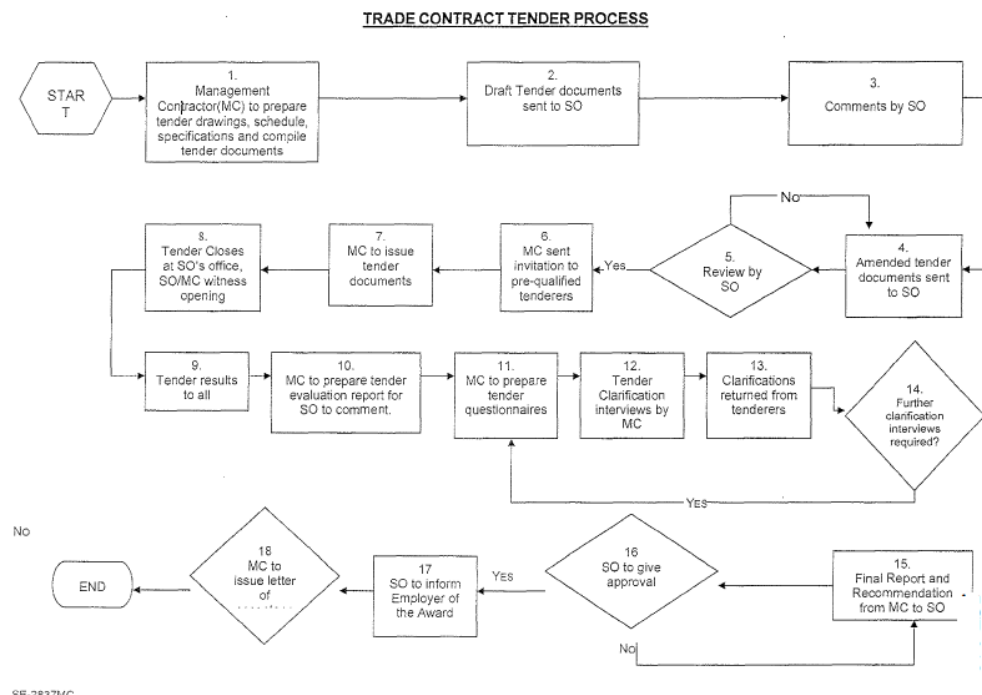 TRADE CONTRACT TENDER PROCESS
STAR
T
1.
Management
Contractor(MC) to prepare
tender drawings, schedule,
specifications and compile
tender documents
2.
Draft Tender documents
sent to SO
3.
Comments by SO
No
8.
Tender Closes
at SO's office,
SO/MC witness
opening
7.
MC to issue
tender
documents
6.
MC sent
invitation to
pre-qualified
tenderers
Yes
5.
Review by
SO
4.
Amended tender
documents sent
to SO
9.
Tender results
to all
10.
MC to prepare tender
evaluation report for
SO to comment.
11.
MC to prepare
tender
questionnaires
12.
Tender
Clarification
interviews by
MC
13.
Clarifications
returned from
tenderers
14.
Further
clarification
interviews
required?
YES
No
END
18
MC to
issue letter
of
17
SO to inform
Employer of
the Award
YES
16
SO to give
approval
15.
Final Report and
Recommendation
from MC to SO
No
SE-2837MC